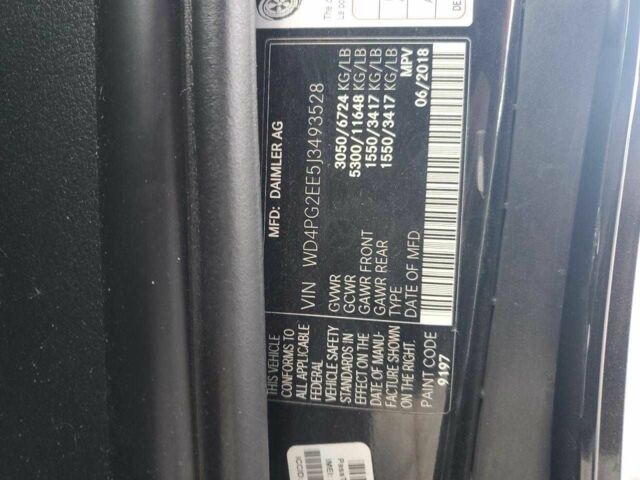 MFD: DAIMLER AG
VIN WD4PG2EE5J3493528
GVWR 3050/6724 KG/LB
GCWR 5300/11648 KG/LB
GAWR FRONT 1550/3417 KG/LB
GAWR REAR 1550/3417 KG/LB
TYPE MPV
DATE OF MFD 06/2018
THIS VEHICLE
CONFORMS TO
ALL APPLICABLE
FEDERAL
VEHICLE SAFETY
STANDARDS IN
EFFECT ON THE
DATE OF MANU-
FACTURE SHOWN
ON THE RIGHT.
PAINT CODE
9197
IMEI:
ICCID: